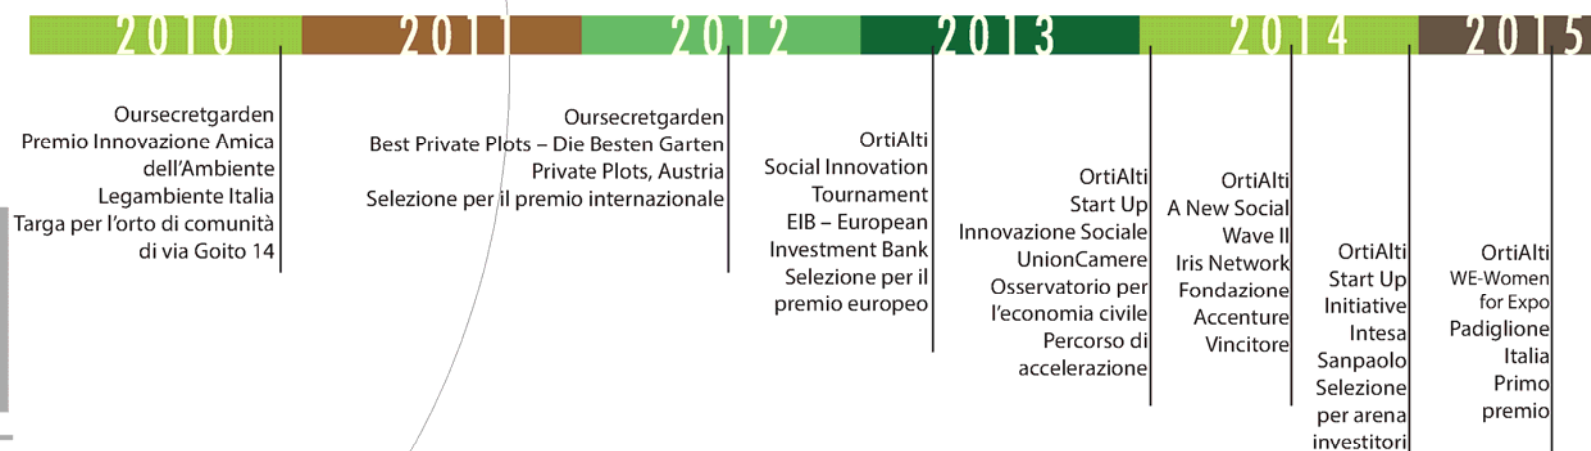 2010
2011
2012
2013
2014
2015
Oursecretgarden
Premio Innovazione Amica
dell'Ambiente
Legambiente Italia
Targa per l'orto di comunità
di via Goito 14
Oursecretgarden
Best Private Plots – Die Besten Garten
Private Plots, Austria
Selezione per il premio internazionale
OrtiAlti
Social Innovation
Tournament
EIB – European
Investment Bank
Selezione per il
premio europeo
OrtiAlti
Start Up
Innovazione Sociale
UnionCamere
Osservatorio per
l'economia civile
Percorso di
accelerazione
OrtiAlti
A New Social
Wave II
Iris Network
Fondazione
Accenture
Vincitore
OrtiAlti
Start Up
Initiative
Intesa
Sanpaolo
Selezione
per arena
investitori
OrtiAlti
WE-Women
for Expo
Padiglione
Italia
Primo
premio